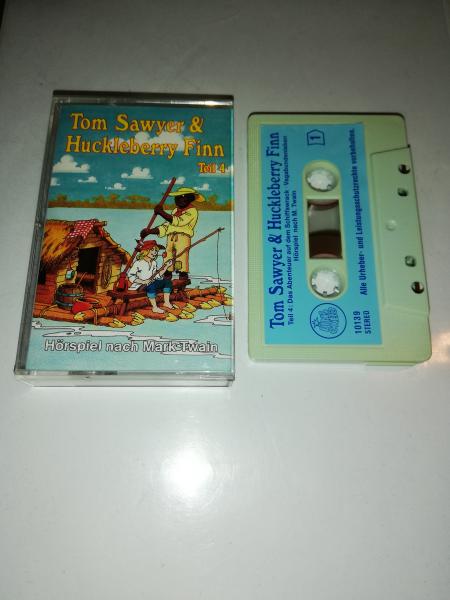 Tom Sawyer &
Huckleberry Finn
Teil 4
Hörspiel nach Mark Twain
Tom Sawyer & Huckleberry Finn
Teil 4: Das Abenteuer auf dem Schiffswrack · Vagabundenleben
Hörspiel nach M. Twain
1
10139
STEREO
Alle Urheber- und Leistungsschutzrechte vorbehalten.